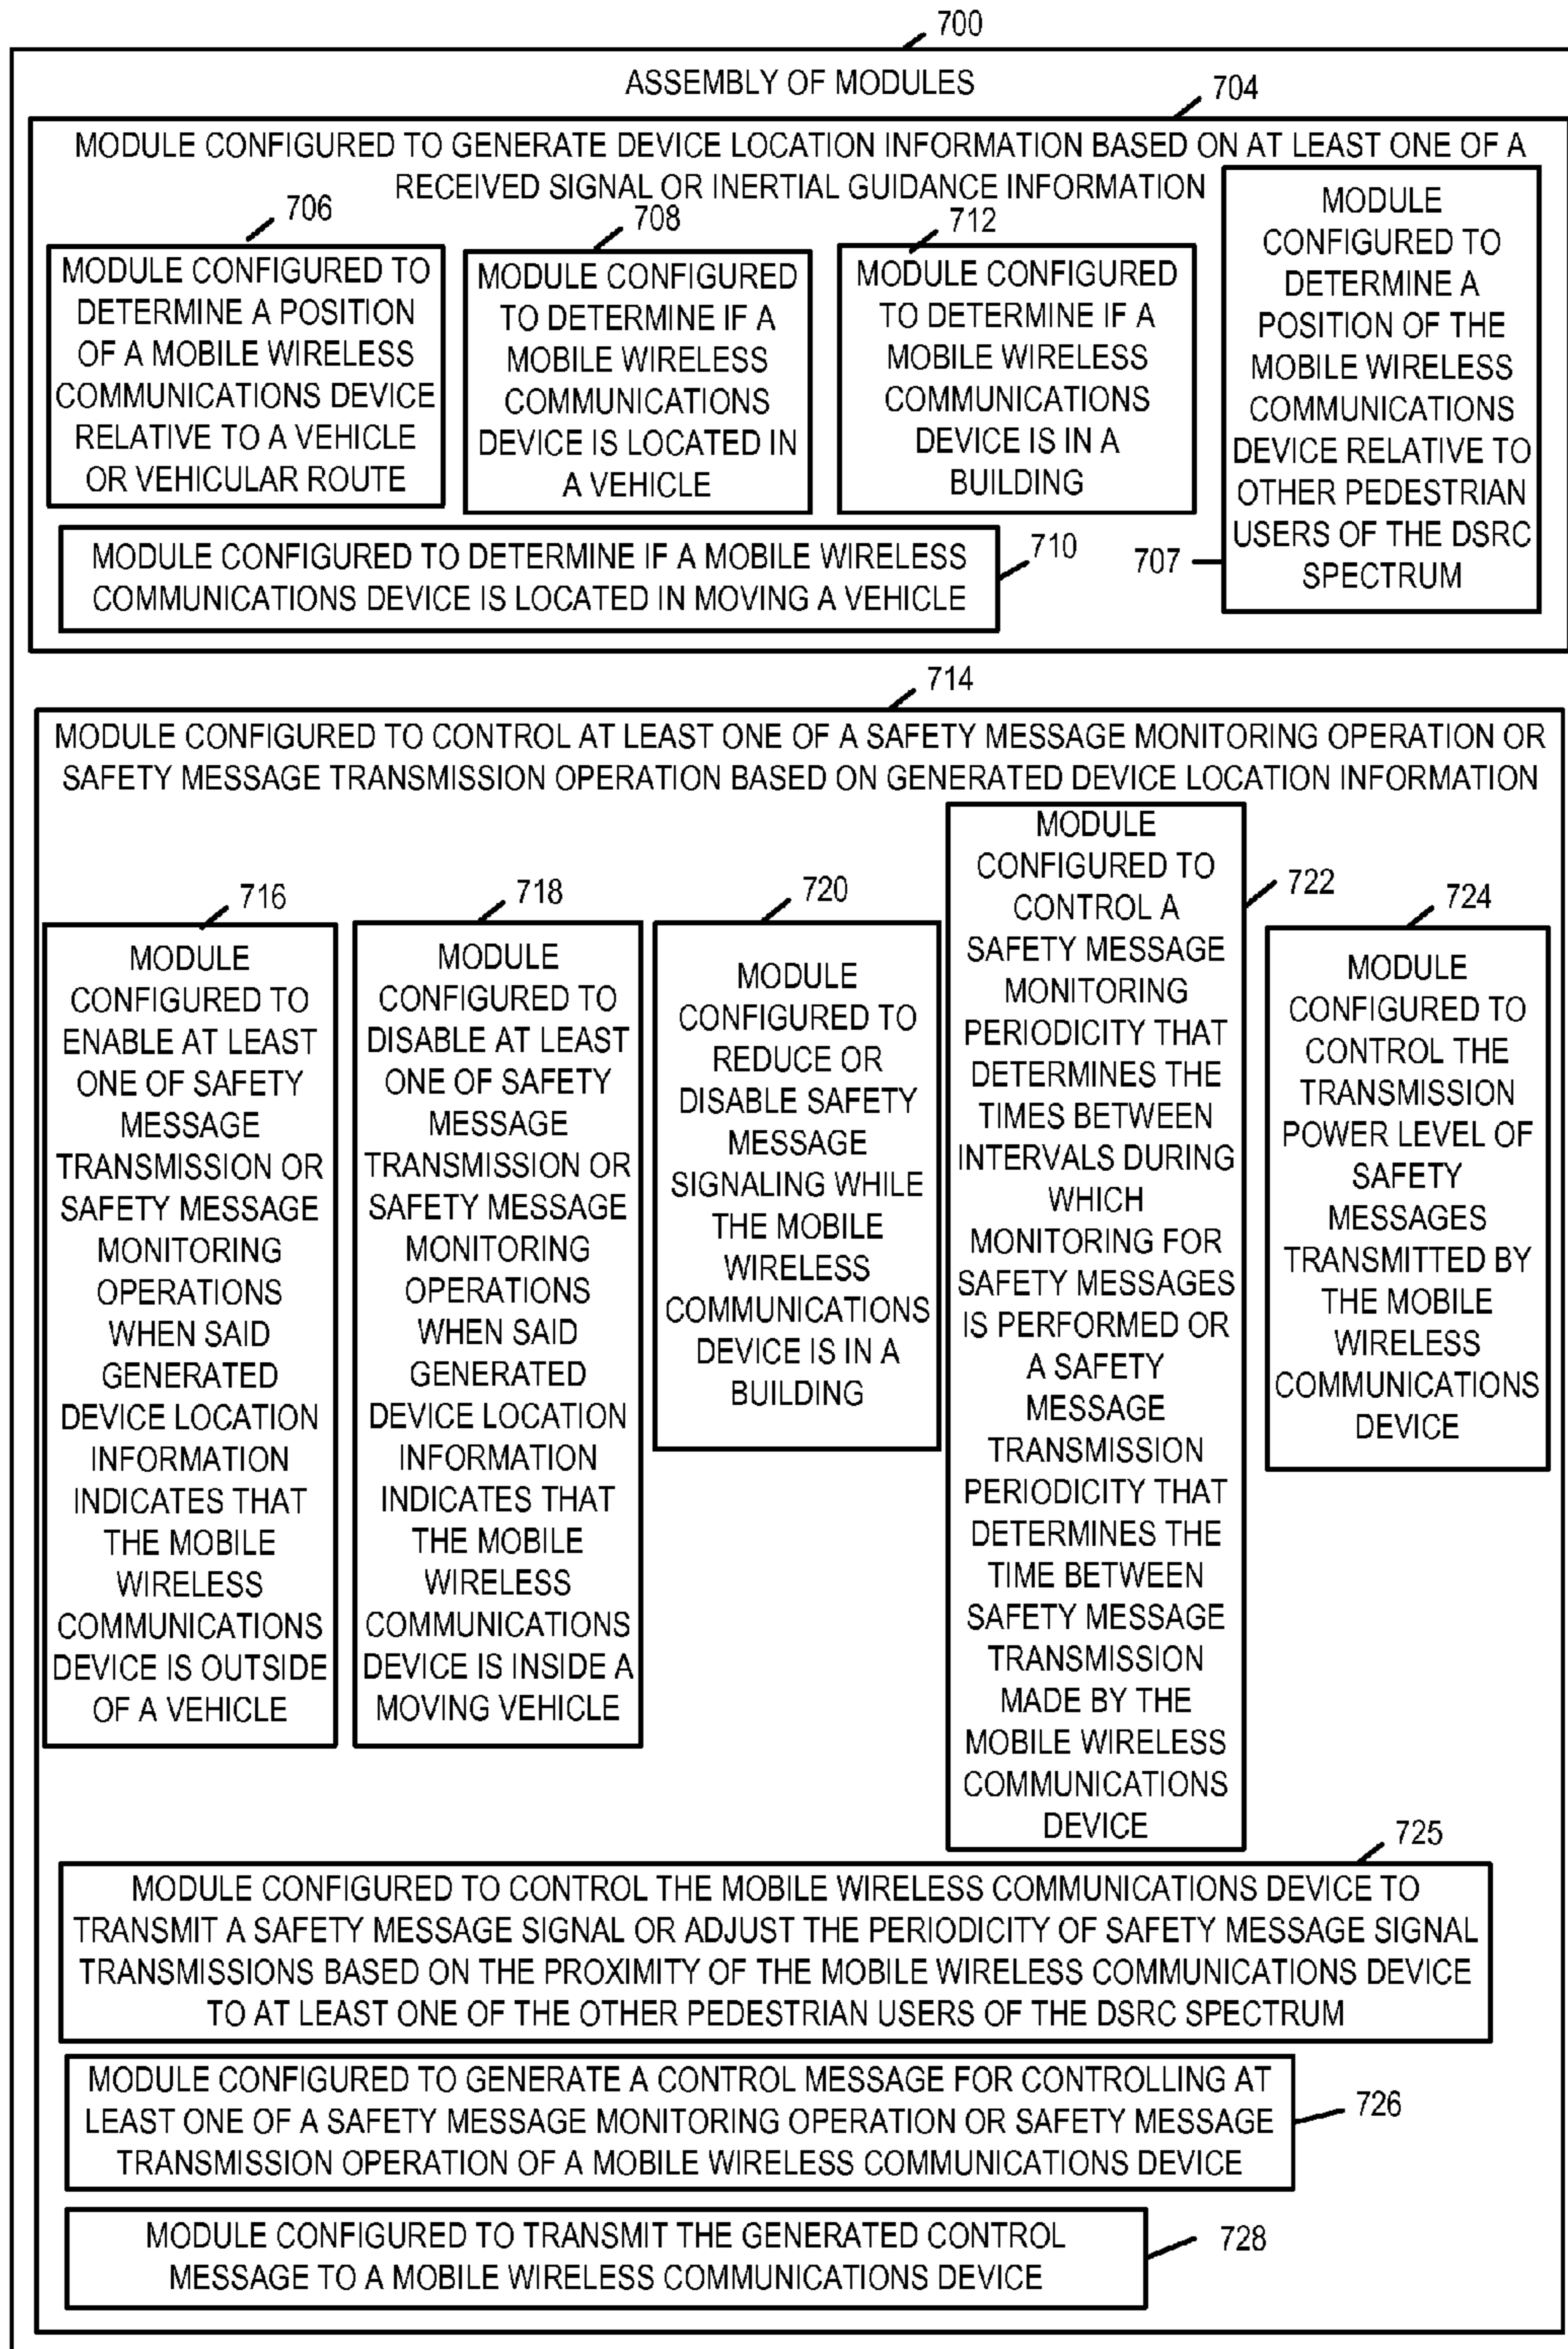 700
ASSEMBLY OF MODULES
704
MODULE CONFIGURED TO GENERATE DEVICE LOCATION INFORMATION BASED ON AT LEAST ONE OF A
RECEIVED SIGNAL OR INERTIAL GUIDANCE INFORMATION
706
MODULE CONFIGURED TO
DETERMINE A POSITION
OF A MOBILE WIRELESS
COMMUNICATIONS DEVICE
RELATIVE TO A VEHICLE
OR VEHICULAR ROUTE
708
MODULE CONFIGURED
TO DETERMINE IF A
MOBILE WIRELESS
COMMUNICATIONS
DEVICE IS LOCATED IN
A VEHICLE
712
MODULE CONFIGURED
TO DETERMINE IF A
MOBILE WIRELESS
COMMUNICATIONS
DEVICE IS IN A
BUILDING
MODULE
CONFIGURED TO
DETERMINE A
POSITION OF THE
MOBILE WIRELESS
COMMUNICATIONS
DEVICE RELATIVE TO
OTHER PEDESTRIAN
USERS OF THE DSRC
SPECTRUM
707
MODULE CONFIGURED TO DETERMINE IF A MOBILE WIRELESS
COMMUNICATIONS DEVICE IS LOCATED IN MOVING A VEHICLE
710
714
MODULE CONFIGURED TO CONTROL AT LEAST ONE OF A SAFETY MESSAGE MONITORING OPERATION OR
SAFETY MESSAGE TRANSMISSION OPERATION BASED ON GENERATED DEVICE LOCATION INFORMATION
716
MODULE
CONFIGURED TO
ENABLE AT LEAST
ONE OF SAFETY
MESSAGE
TRANSMISSION OR
SAFETY MESSAGE
MONITORING
OPERATIONS
WHEN SAID
GENERATED
DEVICE LOCATION
INFORMATION
INDICATES THAT
THE MOBILE
WIRELESS
COMMUNICATIONS
DEVICE IS OUTSIDE
OF A VEHICLE
718
MODULE
CONFIGURED TO
DISABLE AT LEAST
ONE OF SAFETY
MESSAGE
TRANSMISSION OR
SAFETY MESSAGE
MONITORING
OPERATIONS
WHEN SAID
GENERATED
DEVICE LOCATION
INFORMATION
INDICATES THAT
THE MOBILE
WIRELESS
COMMUNICATIONS
DEVICE IS INSIDE A
MOVING VEHICLE
720
MODULE
CONFIGURED TO
REDUCE OR
DISABLE SAFETY
MESSAGE
SIGNALING WHILE
THE MOBILE
WIRELESS
COMMUNICATIONS
DEVICE IS IN A
BUILDING
722
MODULE
CONFIGURED TO
CONTROL A
SAFETY MESSAGE
MONITORING
PERIODICITY THAT
DETERMINES THE
TIMES BETWEEN
INTERVALS DURING
WHICH
MONITORING FOR
SAFETY MESSAGES
IS PERFORMED OR
A SAFETY
MESSAGE
TRANSMISSION
PERIODICITY THAT
DETERMINES THE
TIME BETWEEN
SAFETY MESSAGE
TRANSMISSION
MADE BY THE
MOBILE WIRELESS
COMMUNICATIONS
DEVICE
724
MODULE
CONFIGURED TO
CONTROL THE
TRANSMISSION
POWER LEVEL OF
SAFETY
MESSAGES
TRANSMITTED BY
THE MOBILE
WIRELESS
COMMUNICATIONS
DEVICE
725
MODULE CONFIGURED TO CONTROL THE MOBILE WIRELESS COMMUNICATIONS DEVICE TO
TRANSMIT A SAFETY MESSAGE SIGNAL OR ADJUST THE PERIODICITY OF SAFETY MESSAGE SIGNAL
TRANSMISSIONS BASED ON THE PROXIMITY OF THE MOBILE WIRELESS COMMUNICATIONS DEVICE
TO AT LEAST ONE OF THE OTHER PEDESTRIAN USERS OF THE DSRC SPECTRUM
MODULE CONFIGURED TO GENERATE A CONTROL MESSAGE FOR CONTROLLING AT
LEAST ONE OF A SAFETY MESSAGE MONITORING OPERATION OR SAFETY MESSAGE
TRANSMISSION OPERATION OF A MOBILE WIRELESS COMMUNICATIONS DEVICE
726
MODULE CONFIGURED TO TRANSMIT THE GENERATED CONTROL
MESSAGE TO A MOBILE WIRELESS COMMUNICATIONS DEVICE
728